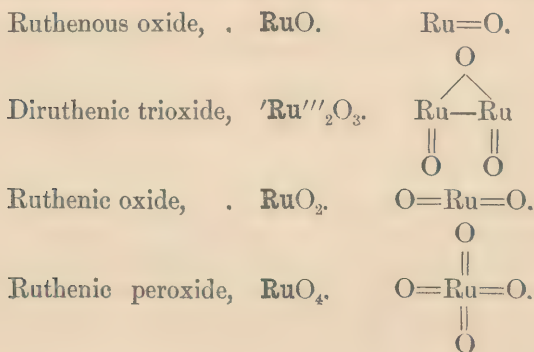 Ruthenous oxide, . RuO. Ru=O.
O
Diruthenic trioxide, ′Ru‴₂O₃. Ru—Ru
|| ||
O O
Ruthenic oxide, . RuO₂. O=Ru=O.
O
||
Ruthenic peroxide, RuO₄. O=Ru=O.
||
O